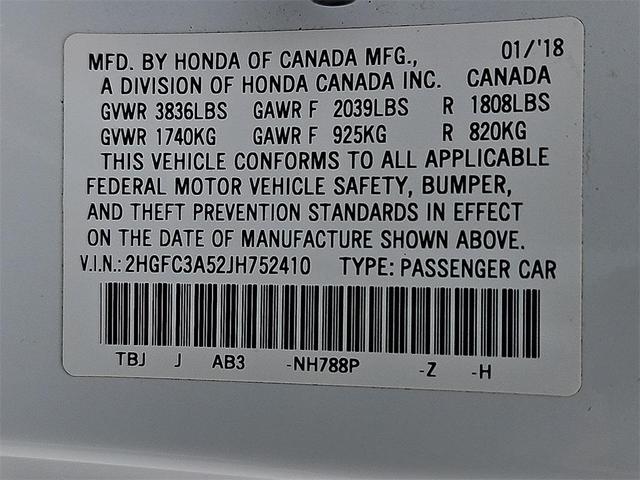 MFD. BY HONDA OF CANADA MFG., 01/'18
A DIVISION OF HONDA CANADA INC. CANADA
GVWR 3836LBS GAWR F 2039LBS R 1808LBS
GVWR 1740KG GAWR F 925KG R 820KG
THIS VEHICLE CONFORMS TO ALL APPLICABLE
FEDERAL MOTOR VEHICLE SAFETY, BUMPER,
AND THEFT PREVENTION STANDARDS IN EFFECT
ON THE DATE OF MANUFACTURE SHOWN ABOVE.
V.I.N.: 2HGFC3A52JH752410 TYPE: PASSENGER CAR
TBJ J AB3 -NH788P -Z -H